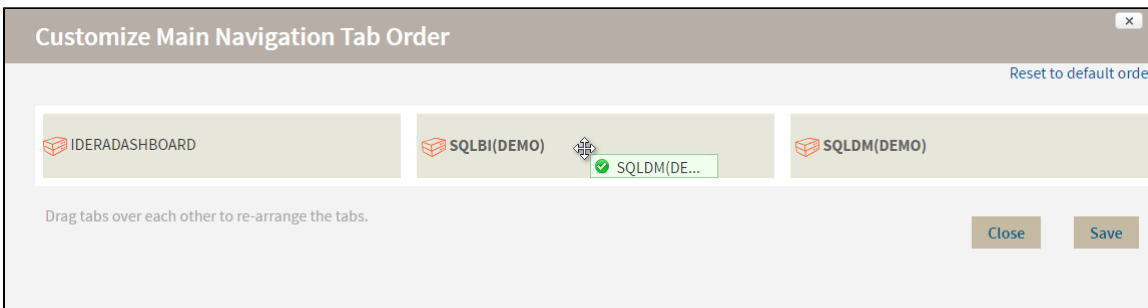 Customize Main Navigation Tab Order
Reset to default orde
IDERADASHBOARD
SQLBI(DEMO)
SQLDM(DE...
SQLDM(DEMO)
Drag tabs over each other to re-arrange the tabs.
Close
Save